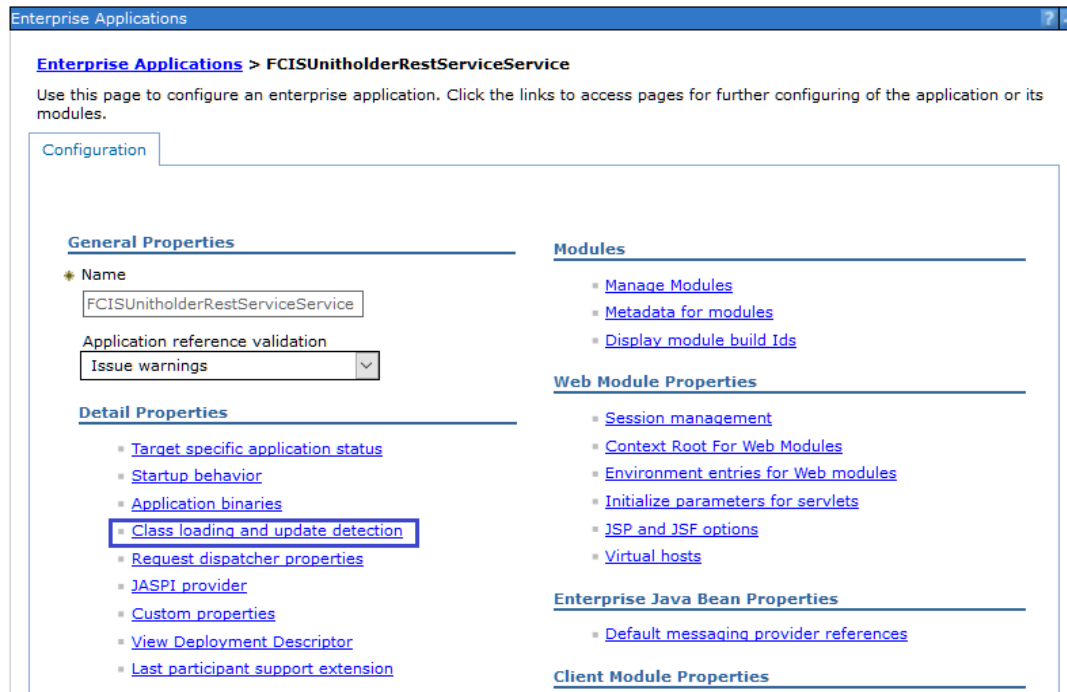 Enterprise Applications
?
Enterprise Applications > FCISUnitholderRestServiceService
Use this page to configure an enterprise application. Click the links to access pages for further configuring of the application or its
modules.
Configuration
General Properties
Name
FCISUnitholderRestServiceService
Application reference validation
Issue warnings
Detail Properties
Target specific application status
Startup behavior
Application binaries
Class loading and update detection
Request dispatcher properties
JASPI provider
Custom properties
View Deployment Descriptor
Last participant support extension
Modules
Manage Modules
Metadata for modules
Display module build Ids
Web Module Properties
Session management
Context Root For Web Modules
Environment entries for Web modules
Initialize parameters for servlets
JSP and JSF options
Virtual hosts
Enterprise Java Bean Properties
Default messaging provider references
Client Module Properties